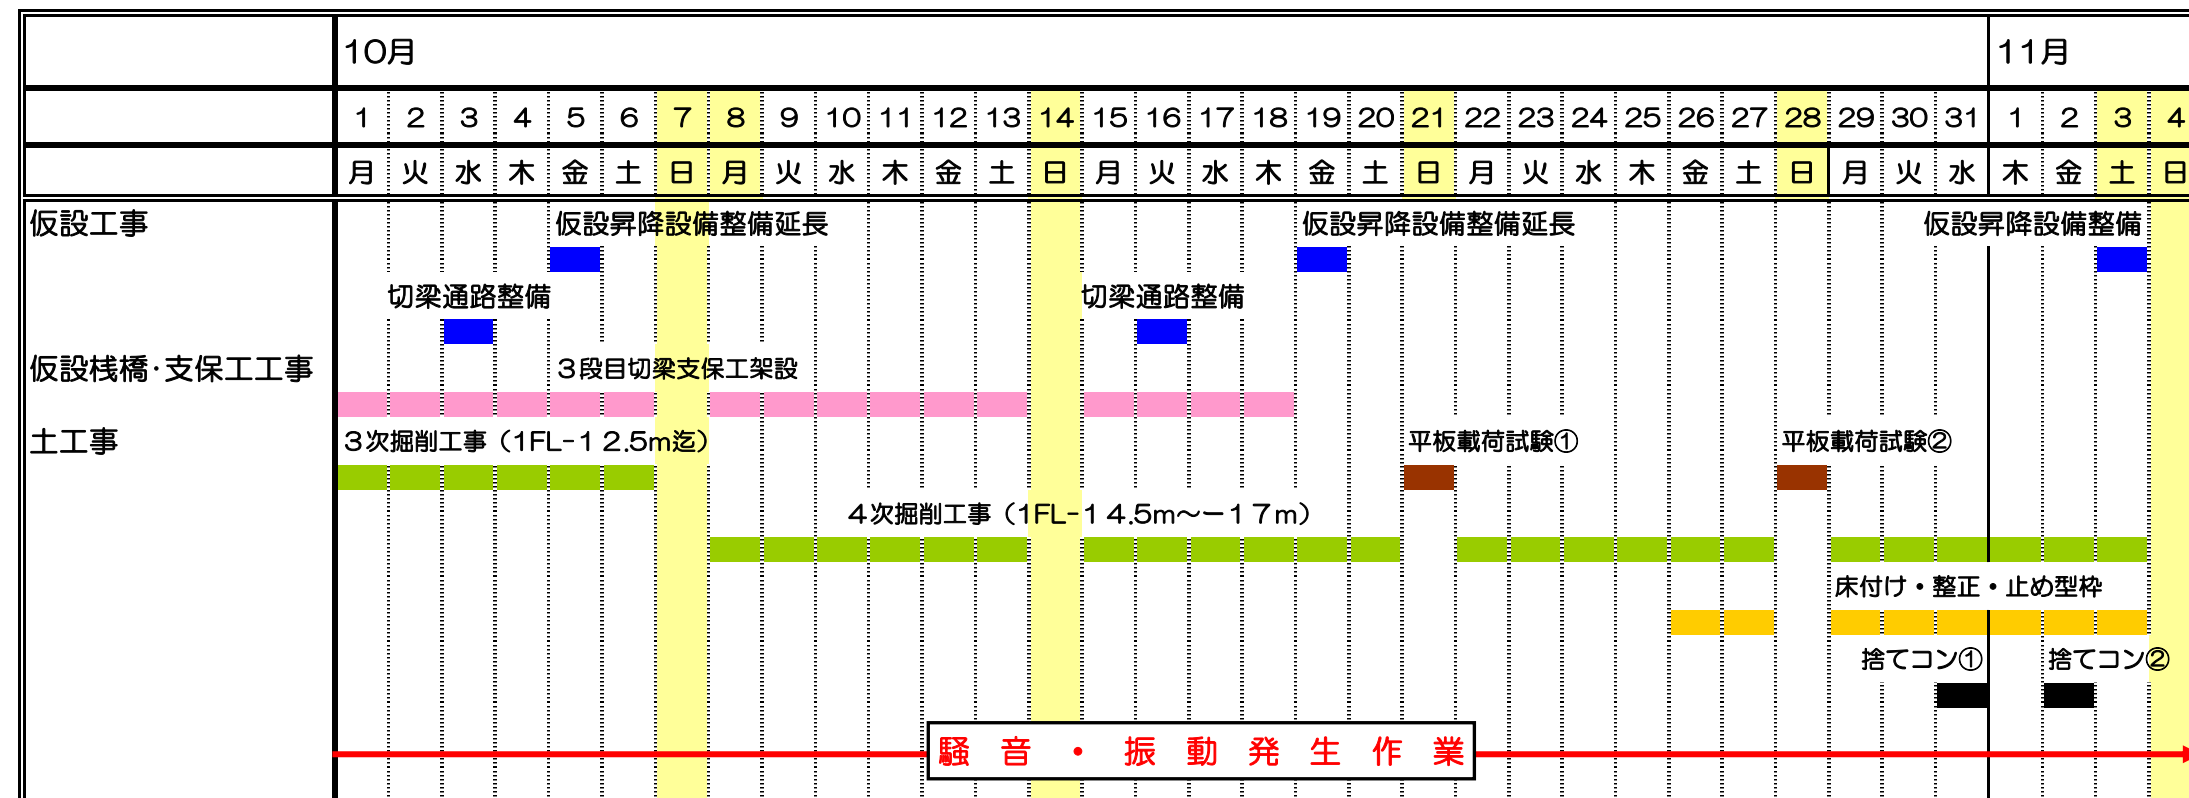 10月 11月
1 2 3 4 5 6 7 8 9 10 11 12 13 14 15 16 17 18 19 20 21 22 23 24 25 26 27 28 29 30 31 1 2 3 4
月 火 水 木 金 土 日 月 火 水 木 金 土 日 月 火 水 木 金 土 日 月 火 水 木 金 土 日 月 火 水 木 金 土 日
仮設工事 仮設昇降設備整備延長 仮設昇降設備整備延長 仮設昇降設備整備
切梁通路整備 切梁通路整備
仮設桟橋・支保工工事 3段目切梁支保工架設
土工事 3次掘削工事（1FL-12.5m迄） 平板載荷試験① 平板載荷試験②
4次掘削工事（1FL-14.5m～－17m）
床付け・整正・止め型枠
捨てコン① 捨てコン②
騒音・振動発生作業